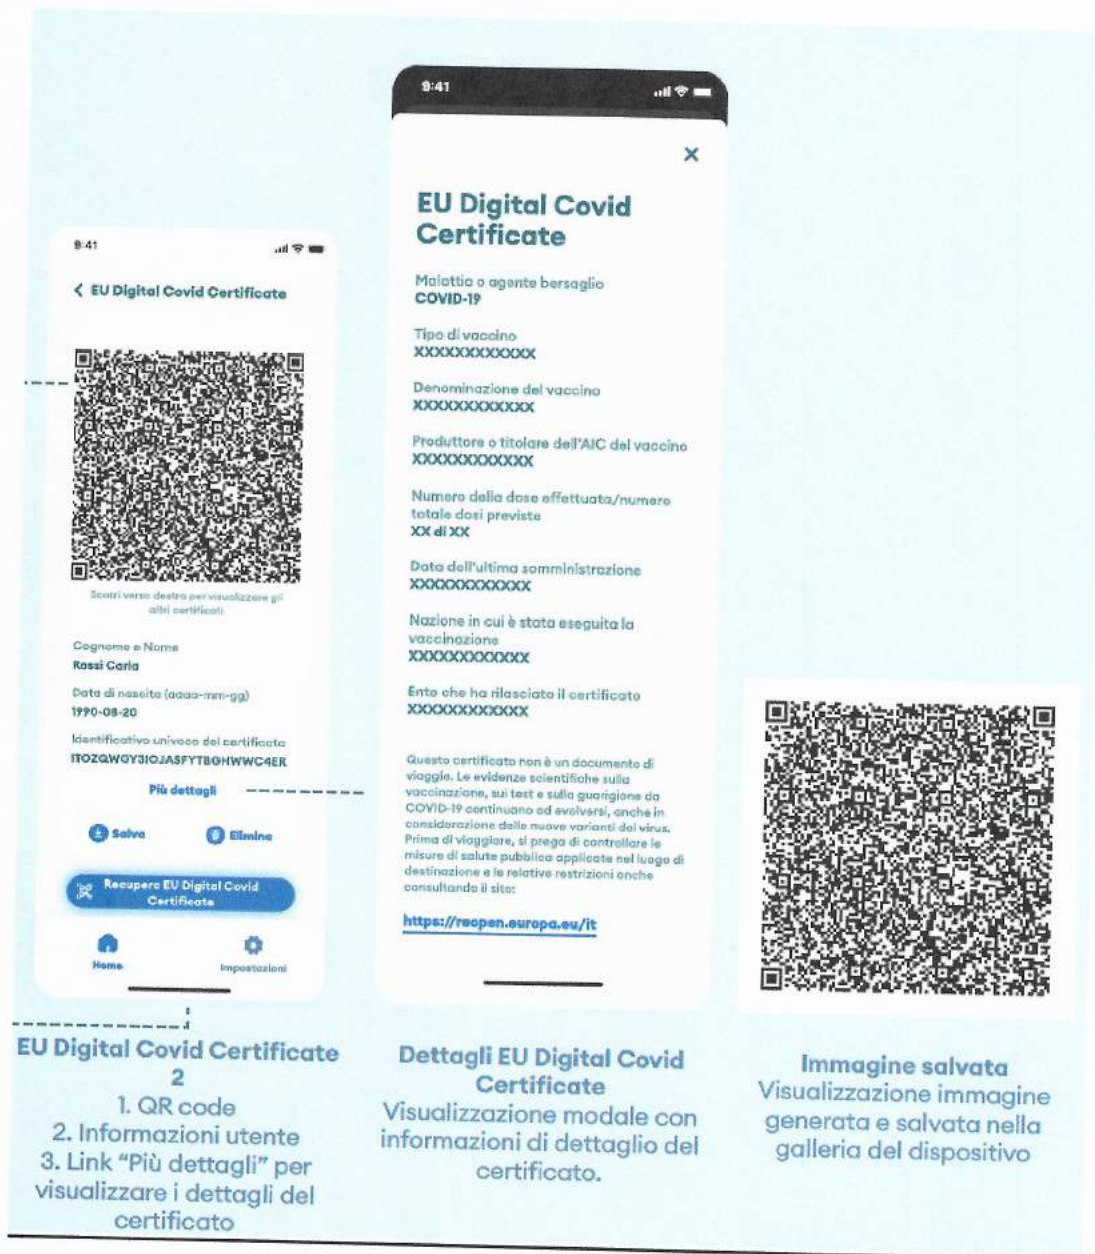 9:41
EU Digital Covid Certificate
Scorri verso destra per visualizzare gli
altri certificati
Cognome e Nome
Rossi Carla
Data di nascita (aaaa-mm-gg)
1990-08-20
Identificativo univoco del certificato
ITOZQWGY3IOJASFYTBGHWWC4ER
Più dettagli
Salva
Elimina
Recupera EU Digital Covid
Certificate
Home
Impostazioni
EU Digital Covid Certificate
2
1. QR code
2. Informazioni utente
3. Link “Più dettagli” per
visualizzare i dettagli del
certificato
9:41
EU Digital Covid
Certificate
Malattia o agente bersaglio
COVID-19
Tipo di vaccino
XXXXXXXXXXXX
Denominazione del vaccino
XXXXXXXXXXXX
Produttore o titolare dell'AIC del vaccino
XXXXXXXXXXXX
Numero della dose effettuata/numero
totale dosi previste
XX di XX
Data dell'ultima somministrazione
XXXXXXXXXXXX
Nazione in cui è stata eseguita la
vaccinazione
XXXXXXXXXXXX
Ente che ha rilasciato il certificato
XXXXXXXXXXXX
Questo certificato non è un documento di
viaggio. Le evidenze scientifiche sulla
vaccinazione, sui test e sulla guarigione da
COVID-19 continuano ad evolversi, anche in
considerazione delle nuove varianti del virus.
Prima di viaggiare, si prega di controllare le
misure di salute pubblica applicate nel luogo di
destinazione e le relative restrizioni anche
consultando il sito:
https://reopen.europa.eu/it
Dettagli EU Digital Covid
Certificate
Visualizzazione modale con
informazioni di dettaglio del
certificato.
Immagine salvata
Visualizzazione immagine
generata e salvata nella
galleria del dispositivo